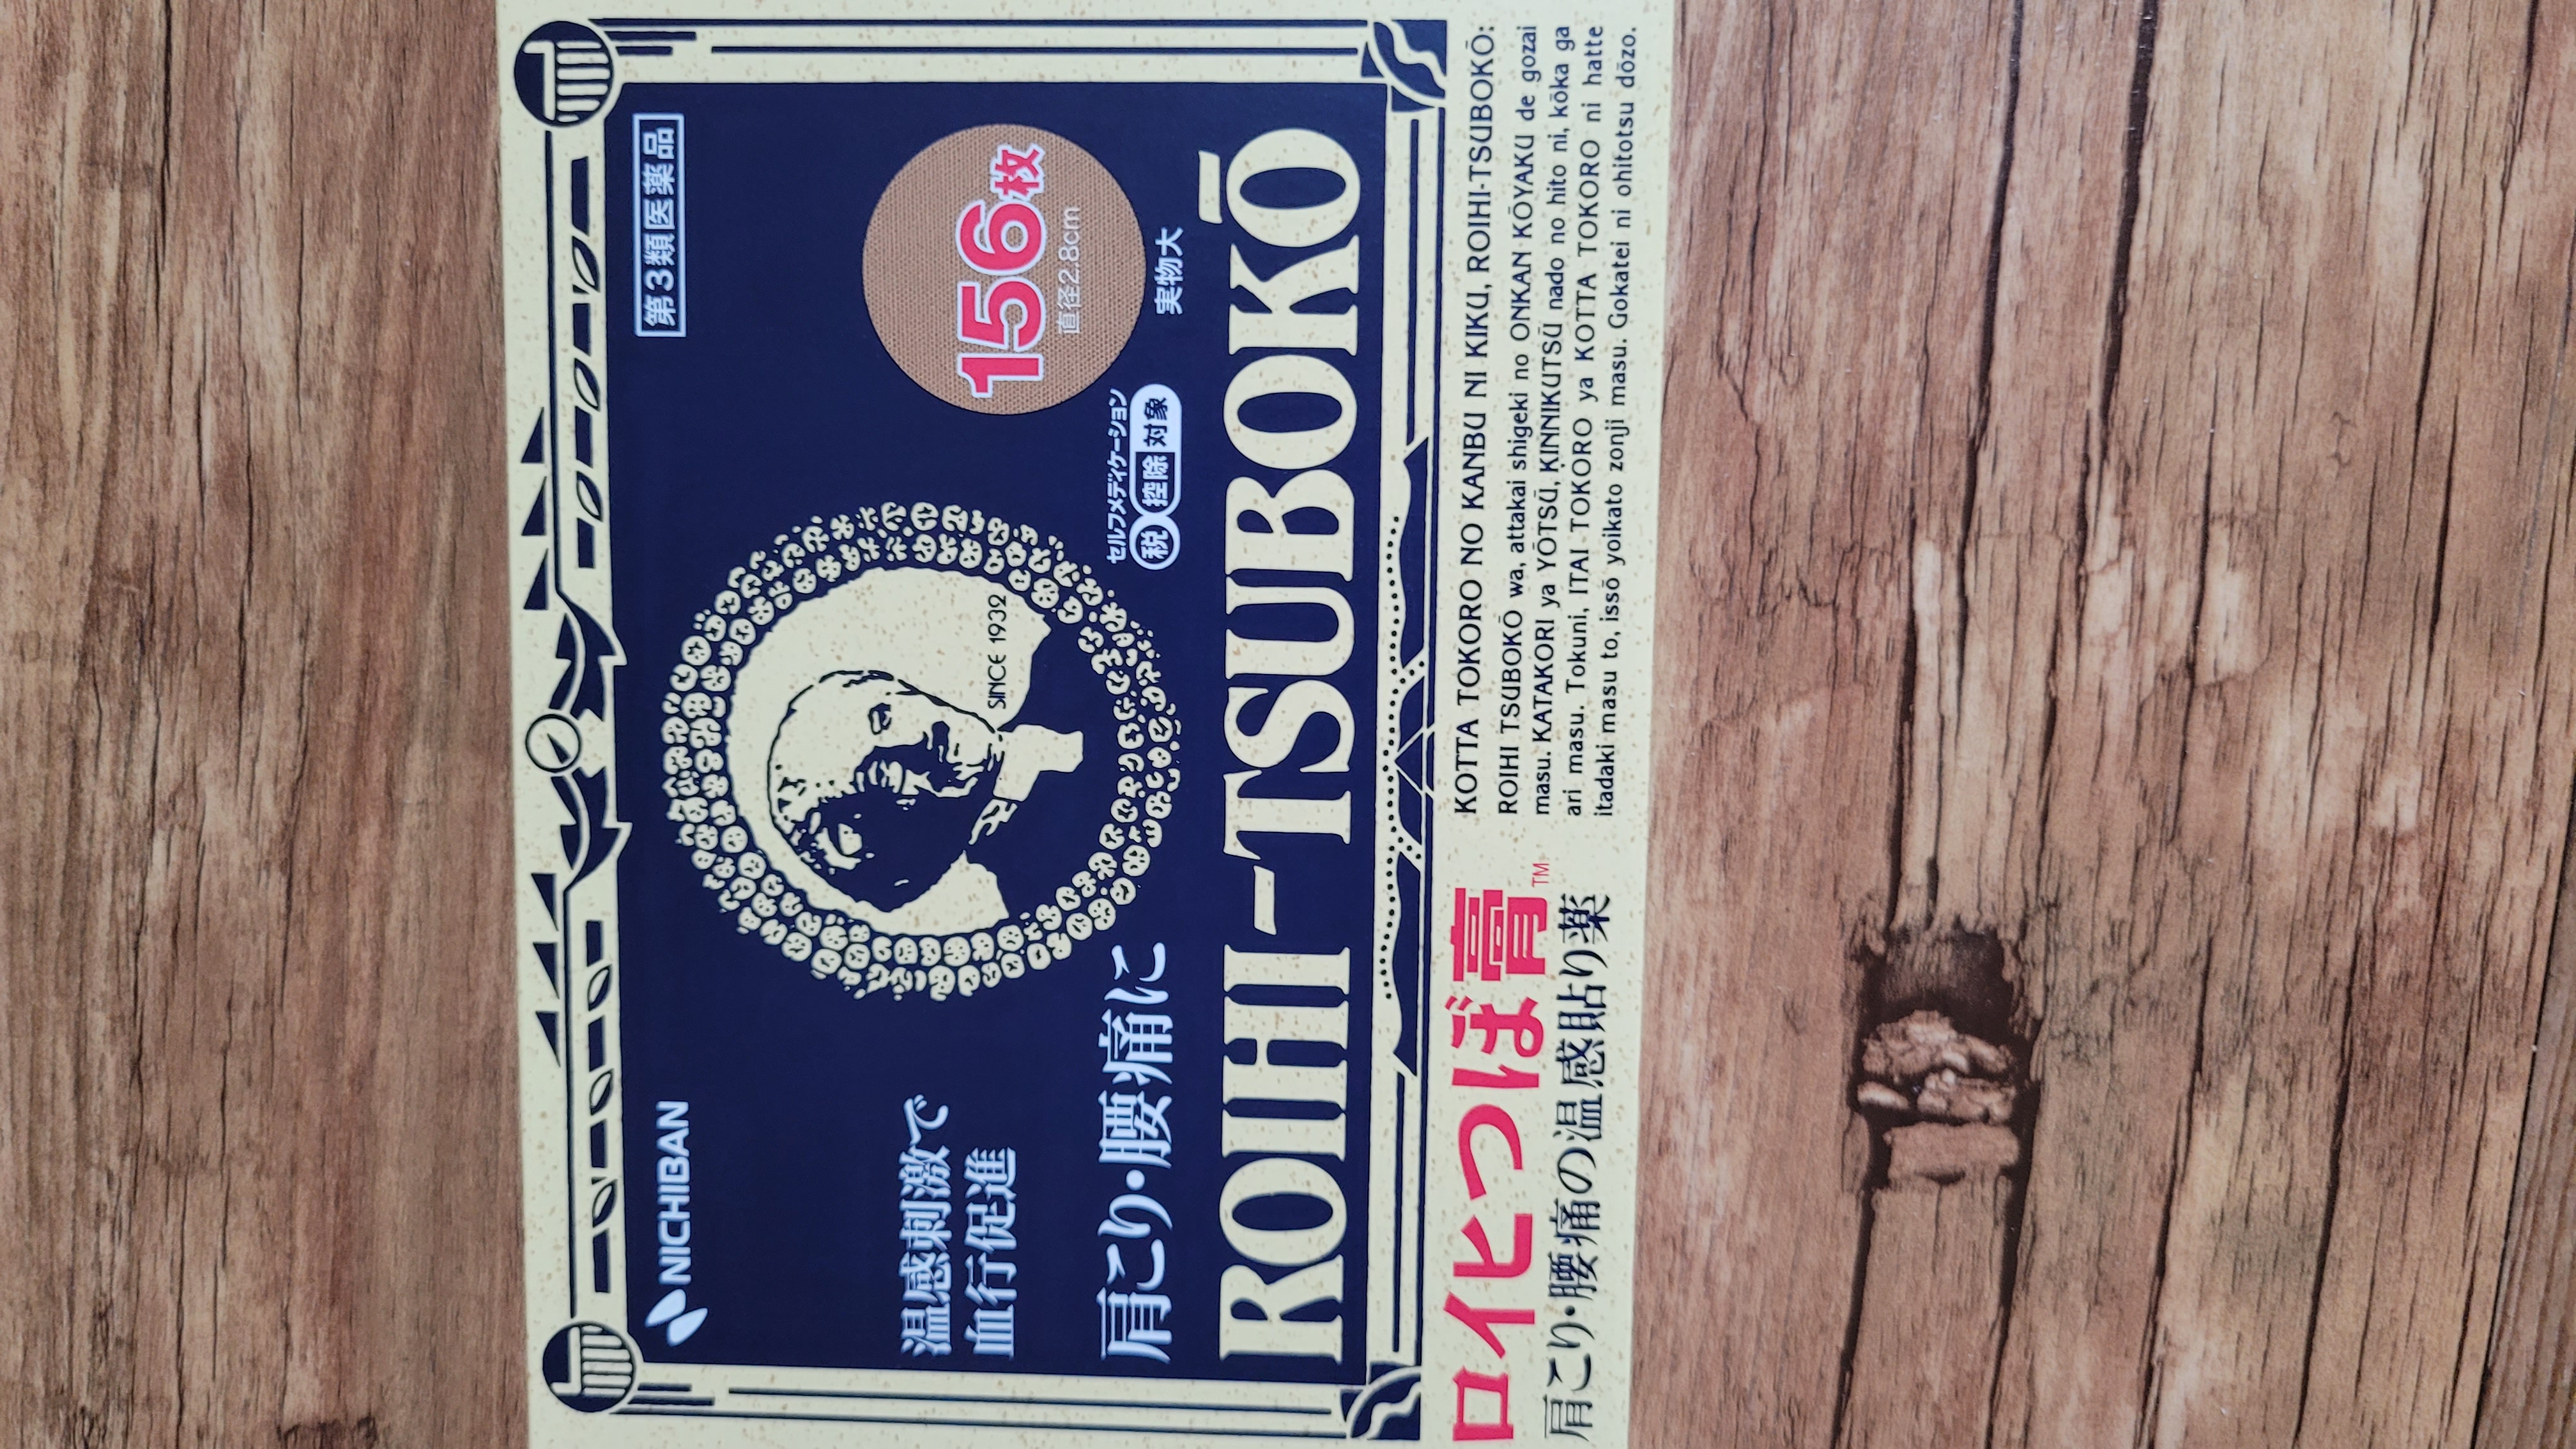 NICHIBAN
第3類医薬品
温感刺激で
血行促進
肩こり・腰痛に
SINCE 1932
156枚
直径2.8cm
実物大
セルフメディケーション
税 控除 対象
ROIHI-TSUBOKŌ
ロイヒつぼ膏™
肩こり・腰痛の温感貼り薬
KOTTA TOKORO NO KANBU NI KIKU, ROIHI-TSUBOKŌ:
ROIHI TSUBOKŌ wa, attakai shigeki no ONKAN KŌYAKU de gozai
masu. KATAKORI ya YŌTSŪ, KINNIKUTSŪ nado no hito ni, kōka ga
ari masu. Tokuni, ITAI TOKORO ya KOTTA TOKORO ni hatte
itadaki masu to, issō yoikato zonji masu. Gokatei ni ohitotsu dōzo.